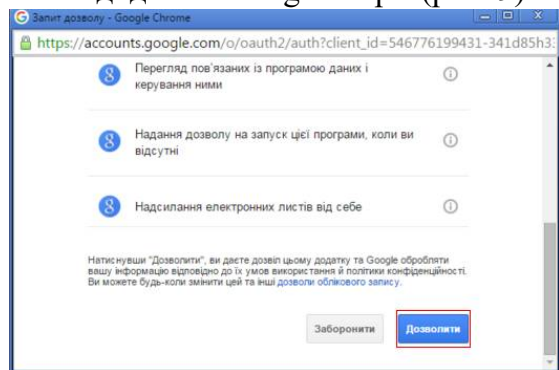 Запит дозволу - Google Chrome
https://accounts.google.com/o/oauth2/auth?client_id=546776199431-341d85h3
Перегляд пов'язаних із програмою даних і
керування ними
Надання дозволу на запуск цієї програми, коли ви
відсутні
Надсилання електронних листів від себе
Натиснувши "Дозволити", ви даєте дозвіл цьому додатку та Google обробляти
вашу інформацію відповідно до їх умов використання й політики конфіденційності.
Ви можете будь-коли змінити цей та інші дозволи облікового запису.
Заборонити Дозволити